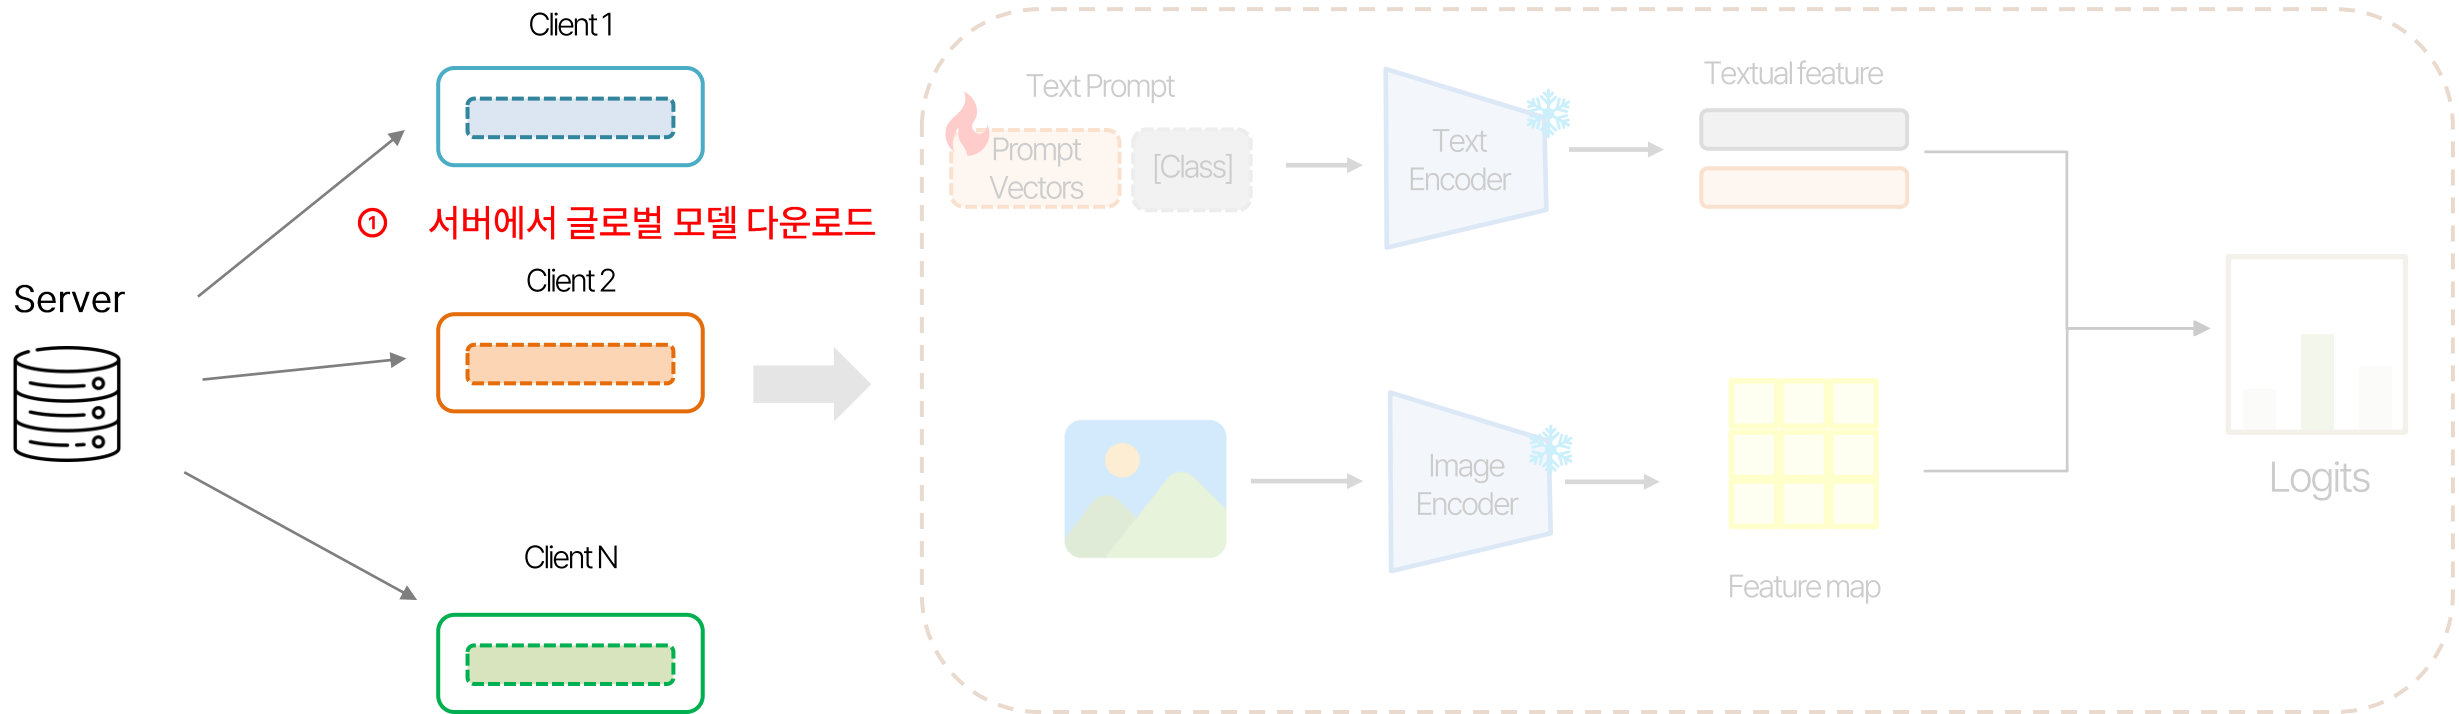 Client 1
① 서버에서 글로벌 모델 다운로드
Client 2
Server
Client N
Text Prompt
Prompt
Vectors
[Class]
Text
Encoder
Textual feature
Image
Encoder
Feature map
Logits